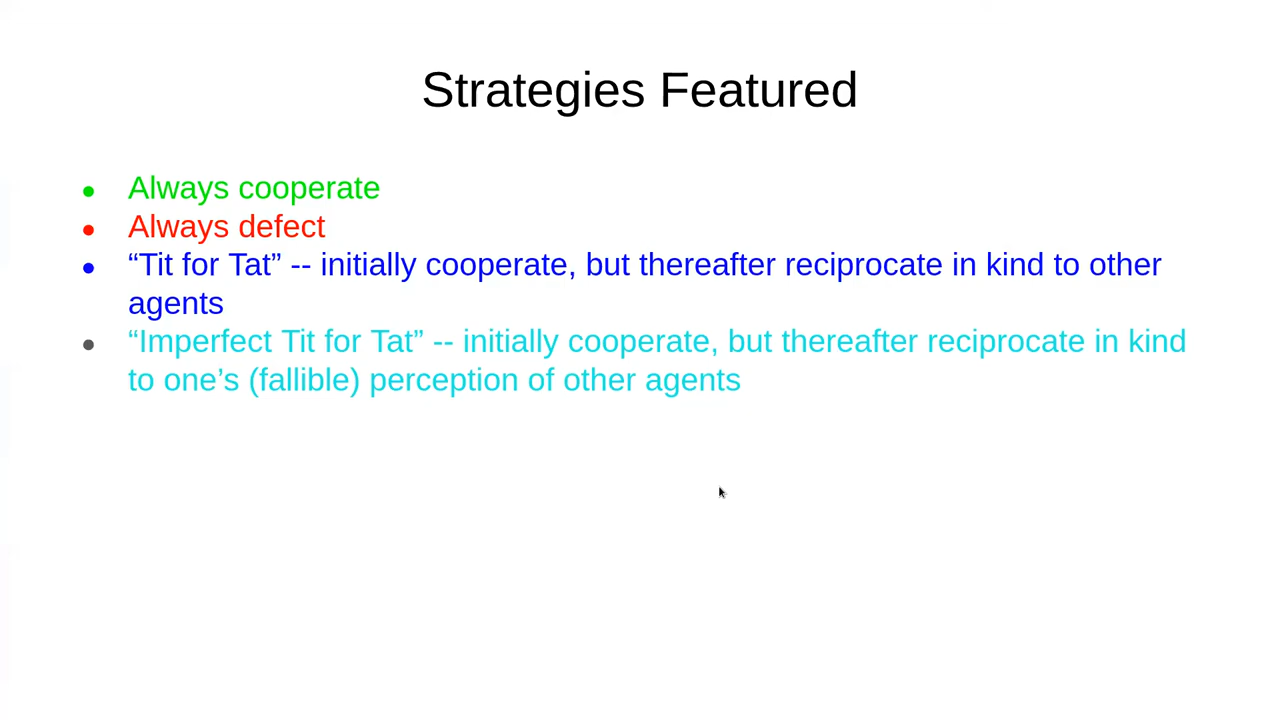 Strategies Featured
● Always cooperate
● Always defect
● “Tit for Tat” -- initially cooperate, but thereafter reciprocate in kind to other
agents
● “Imperfect Tit for Tat” -- initially cooperate, but thereafter reciprocate in kind
to one’s (fallible) perception of other agents